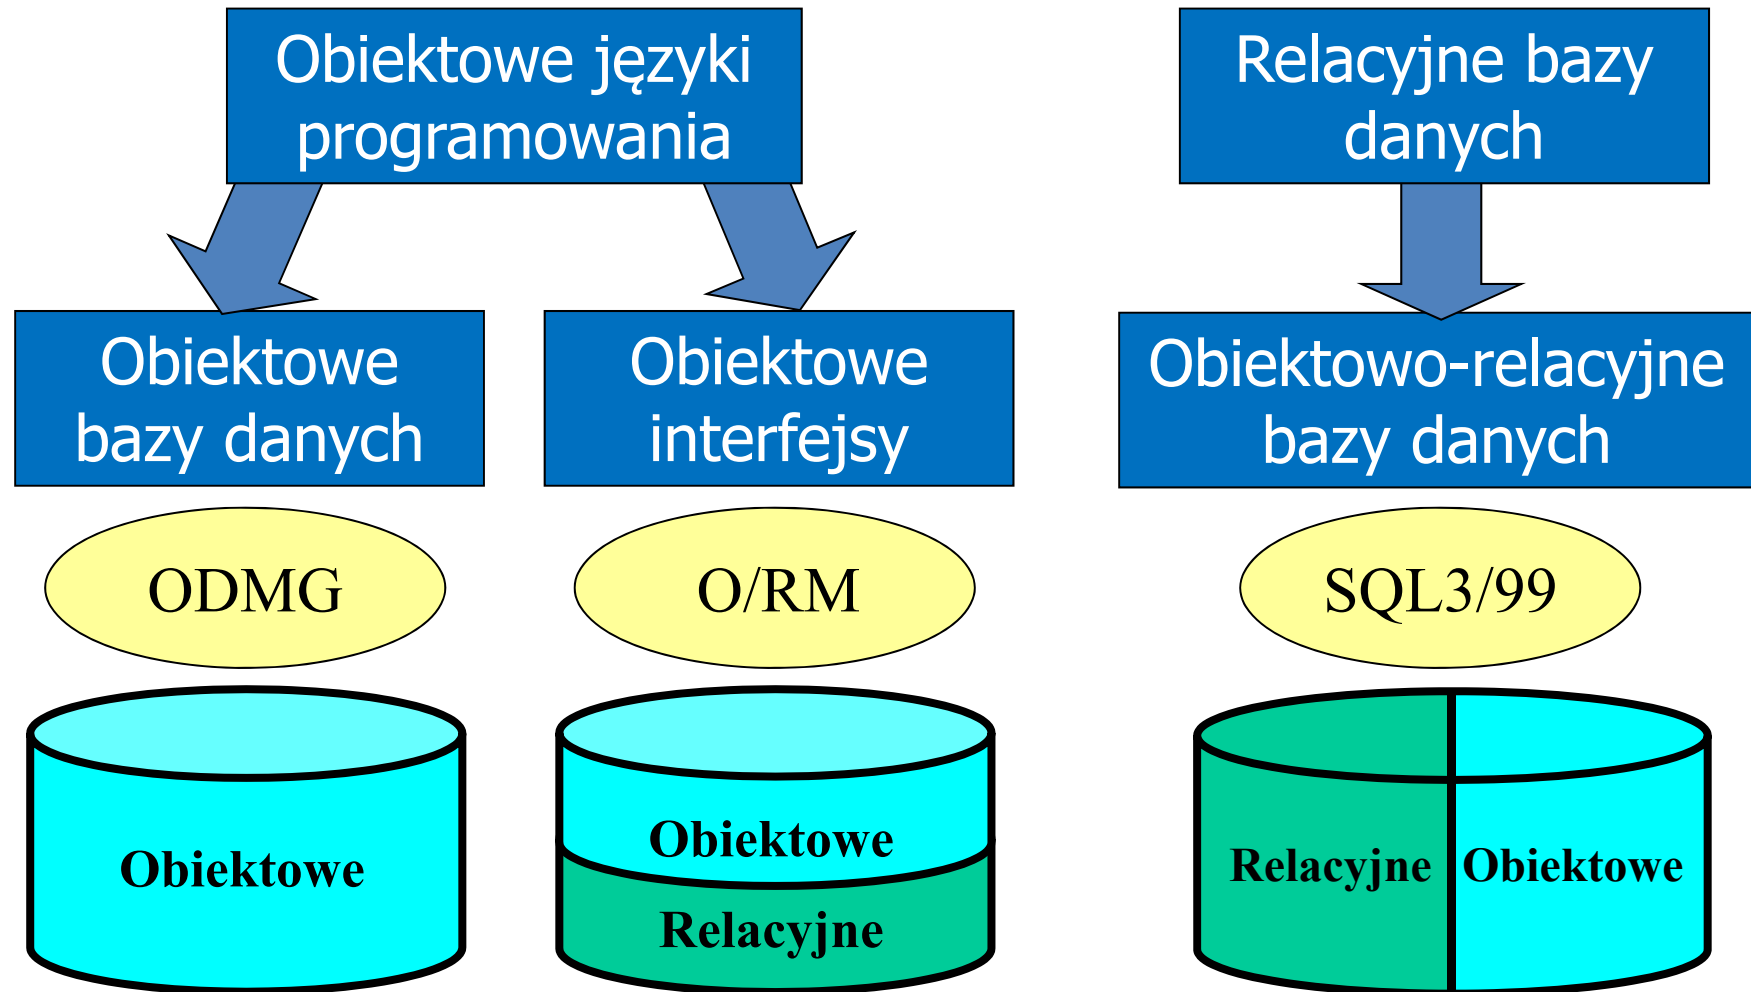 Obiektowe języki
programowania
Relacyjne bazy
danych
Obiektowe
bazy danych
Obiektowe
interfejsy
Obiektowo-relacyjne
bazy danych
ODMG
O/RM
SQL3/99
Obiektowe
Obiektowe
Relacyjne
Relacyjne
Obiektowe